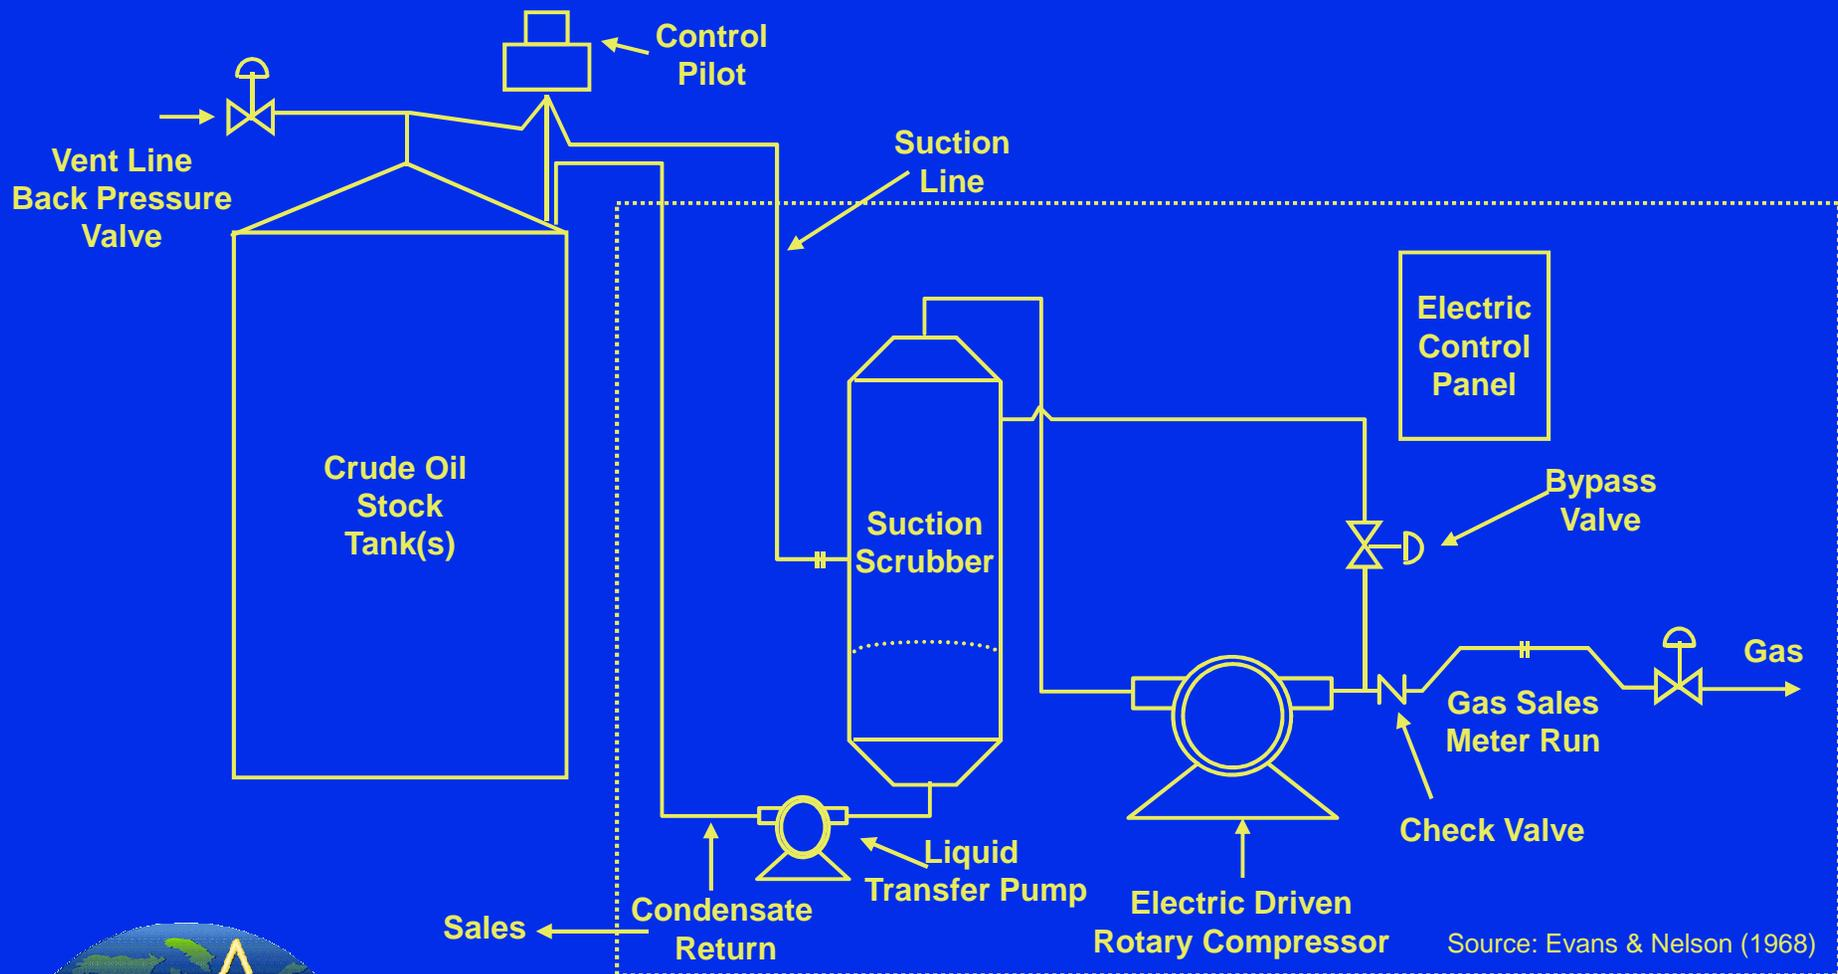 Control
Pilot
Vent Line
Back Pressure
Valve
Suction
Line
Electric
Control
Panel
Crude Oil
Stock
Tank(s)
Suction
Scrubber
Bypass
Valve
Gas
Gas Sales
Meter Run
Check Valve
Liquid
Transfer Pump
Condensate
Return
Sales
Electric Driven
Rotary Compressor
Source: Evans & Nelson (1968)